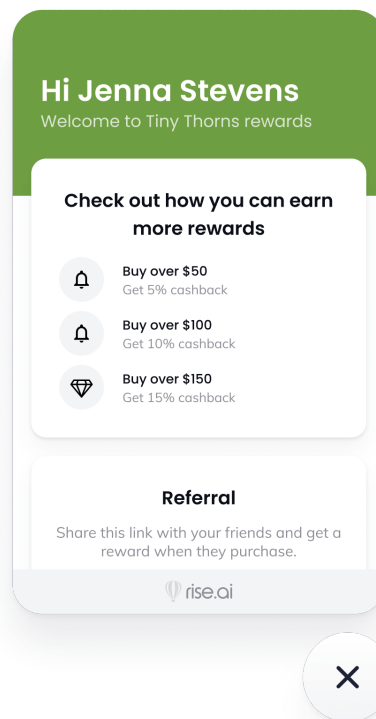 Hi Jenna Stevens
Welcome to Tiny Thorns rewards
Check out how you can earn
more rewards
Buy over $50
Get 5% cashback
Buy over $100
Get 10% cashback
Buy over $150
Get 15% cashback
Referral
Share this link with your friends and get a
reward when they purchase.
rise.ai